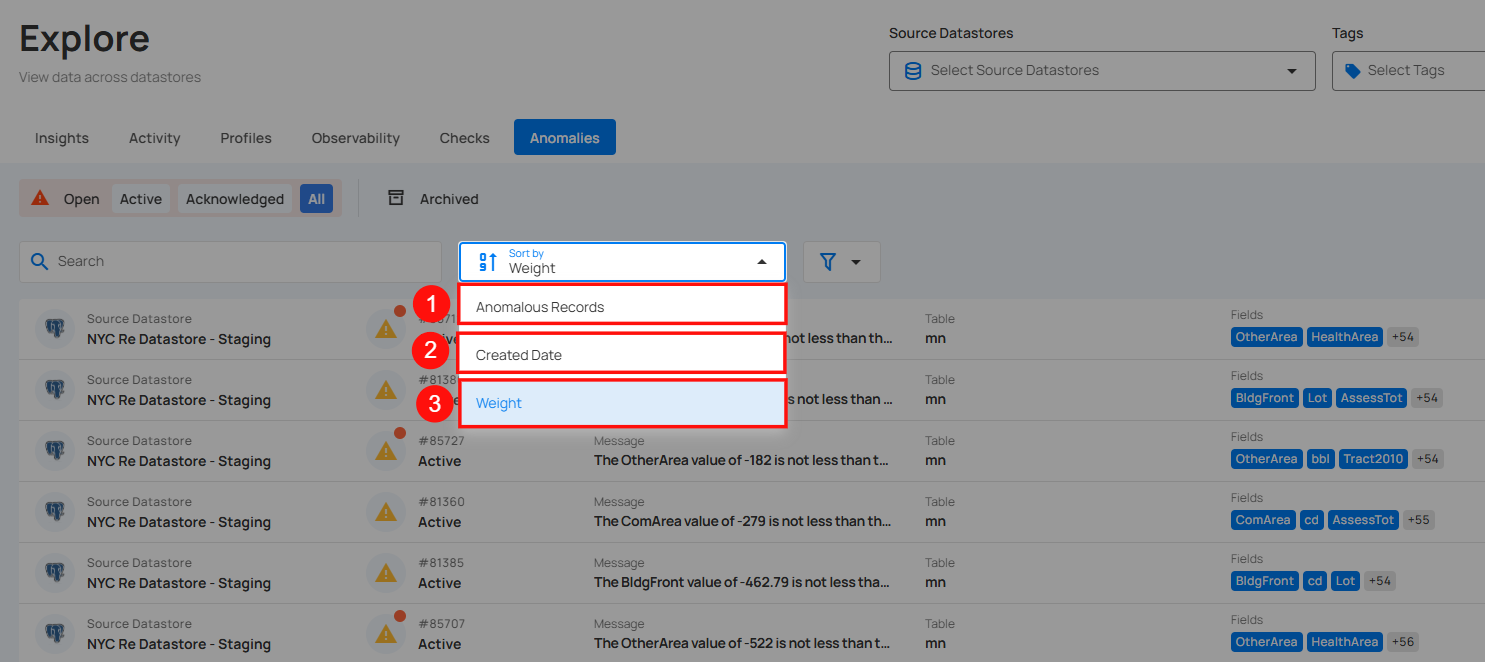 Explore
View data across datastores
Source Datastores
Select Source Datastores
Tags
Select Tags
Insights
Activity
Profiles
Observability
Checks
Anomalies
Open
Active
Acknowledged
All
Archived
Search
Sort by
Weight
1
Anomalous Records
2
Created Date
3
Weight
Source Datastore
NYC Re Datastore - Staging
not less than th...
Table
mn
Fields
OtherArea HealthArea +54
Source Datastore
NYC Re Datastore - Staging
#8138
s not less than ...
Table
mn
Fields
BldgFront Lot AssessTot +54
Source Datastore
NYC Re Datastore - Staging
#85727
Active
Message
The OtherArea value of -182 is not less than t...
Table
mn
Fields
OtherArea bbl Tract2010 +54
Source Datastore
NYC Re Datastore - Staging
#81360
Active
Message
The ComArea value of -279 is not less than th...
Table
mn
Fields
ComArea cd AssessTot +55
Source Datastore
NYC Re Datastore - Staging
#81385
Active
Message
The BldgFront value of -462.79 is not less tha...
Table
mn
Fields
BldgFront cd Lot +54
Source Datastore
NYC Re Datastore - Staging
#85707
Active
Message
The OtherArea value of -522 is not less than t...
Table
mn
Fields
OtherArea HealthArea +56